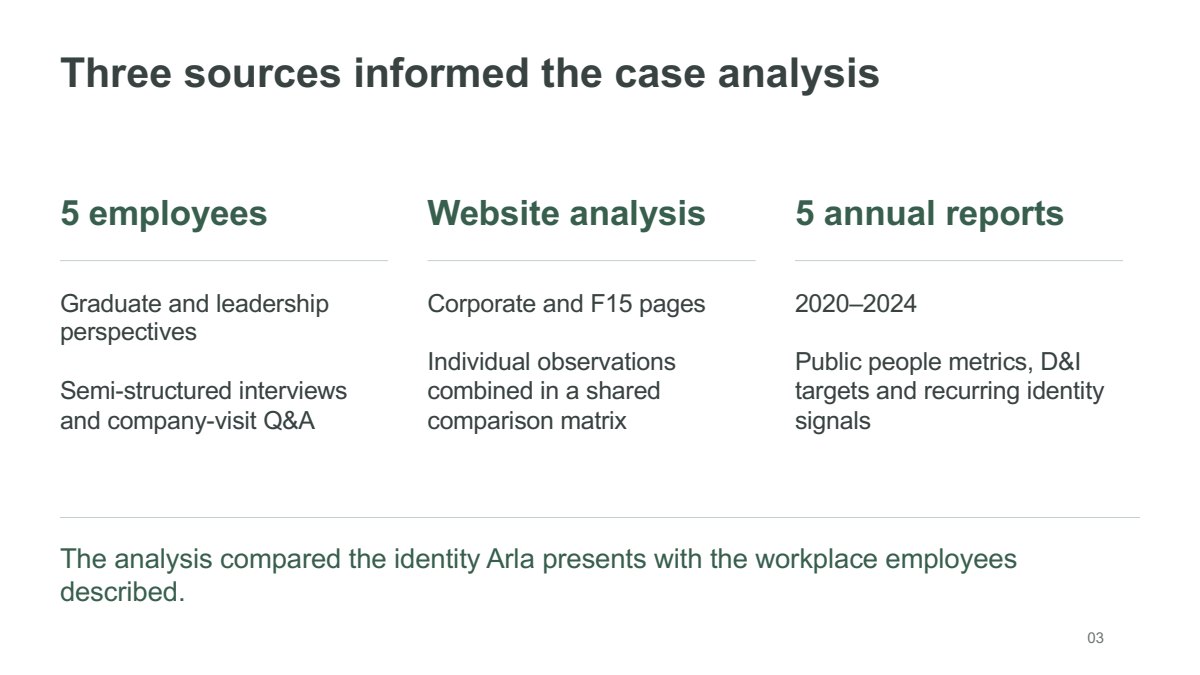 Three sources informed the case analysis
5 employees
Graduate and leadership
perspectives
Semi-structured interviews
and company-visit Q&A
Website analysis
Corporate and F15 pages
Individual observations
combined in a shared
comparison matrix
5 annual reports
2020–2024
Public people metrics, D&I
targets and recurring identity
signals
The analysis compared the identity Arla presents with the workplace employees
described.
03